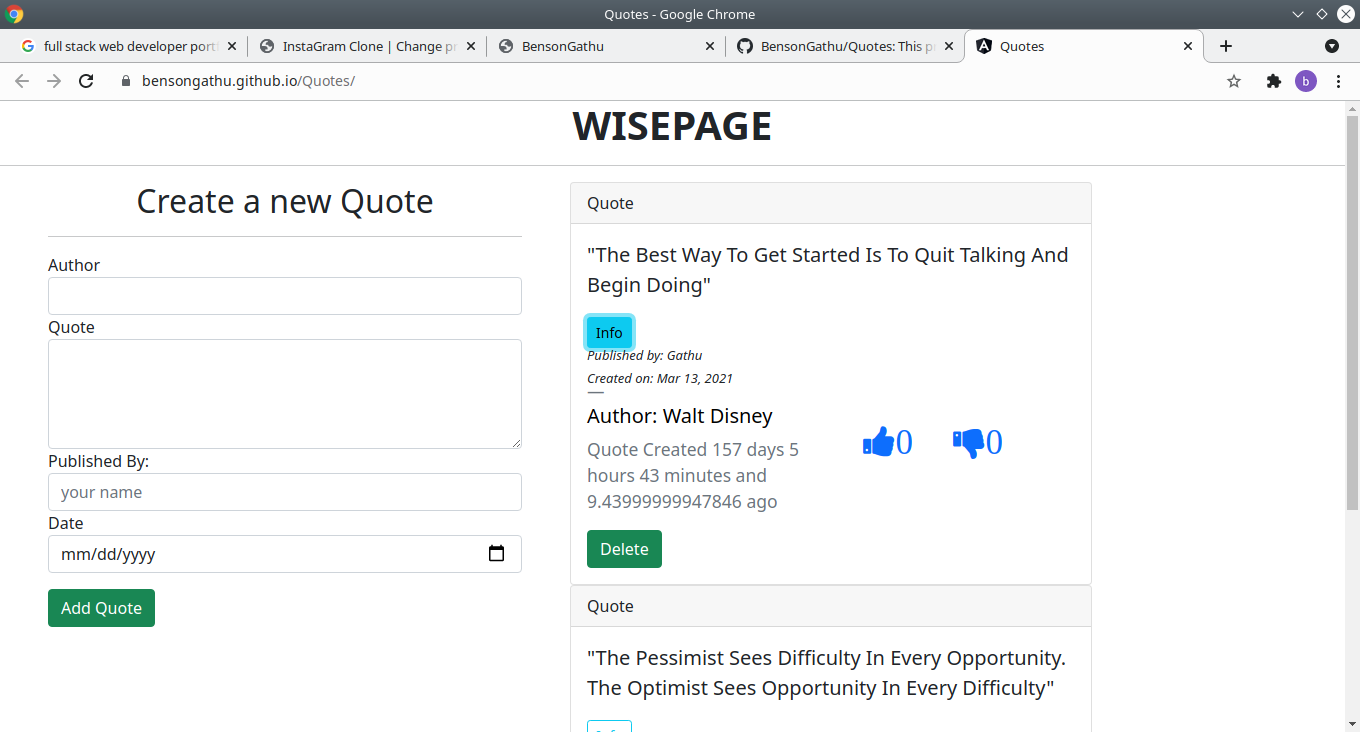 Quotes - Google Chrome
full stack web developer port
InstaGram Clone | Change pr
BensonGathu
BensonGathu/Quotes: This pr
Quotes
bensongathu.github.io/Quotes/
b
WISEPAGE
Create a new Quote
Author
Quote
Published By:
your name
Date
mm/dd/yyyy
Add Quote
Quote
"The Best Way To Get Started Is To Quit Talking And
Begin Doing"
Info
Published by: Gathu
Created on: Mar 13, 2021
—
Author: Walt Disney
Quote Created 157 days 5
hours 43 minutes and
9.43999999947846 ago
0
0
Delete
Quote
"The Pessimist Sees Difficulty In Every Opportunity.
The Optimist Sees Opportunity In Every Difficulty"